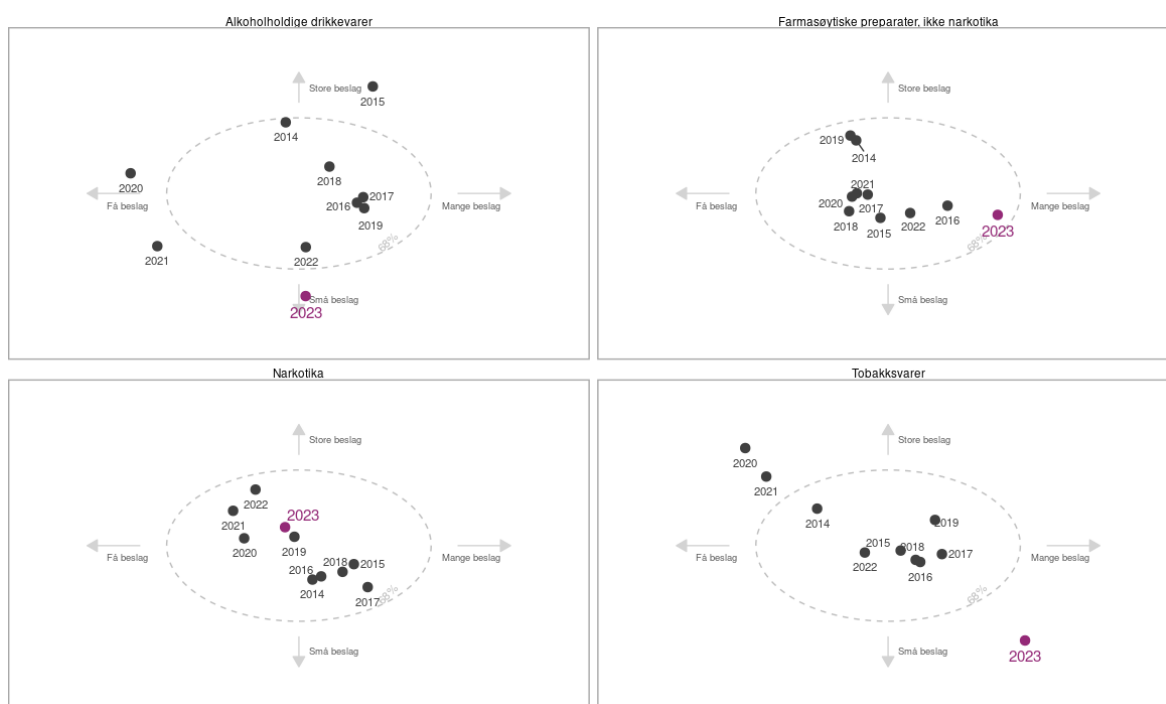 Alkoholholdige drikkevarer
Store beslag
2015
2014
2018
2020
2017
2016
Få beslag
Mange beslag
2019
68%
2021
2022
Små beslag
2023
Farmasøytiske preparater, ikke narkotika
Store beslag
2019
2014
2021
2020
2017
Få beslag
Mange beslag
2018
2015
2022
2016
2023
68%
Små beslag
Narkotika
Store beslag
2022
2023
2021
2020
2019
Få beslag
Mange beslag
2016
2018
2015
2014
2017
68%
Små beslag
Tobakksvarer
Store beslag
2020
2021
2014
2019
2015
2018
2017
Få beslag
Mange beslag
2022
2016
68%
Små beslag
2023